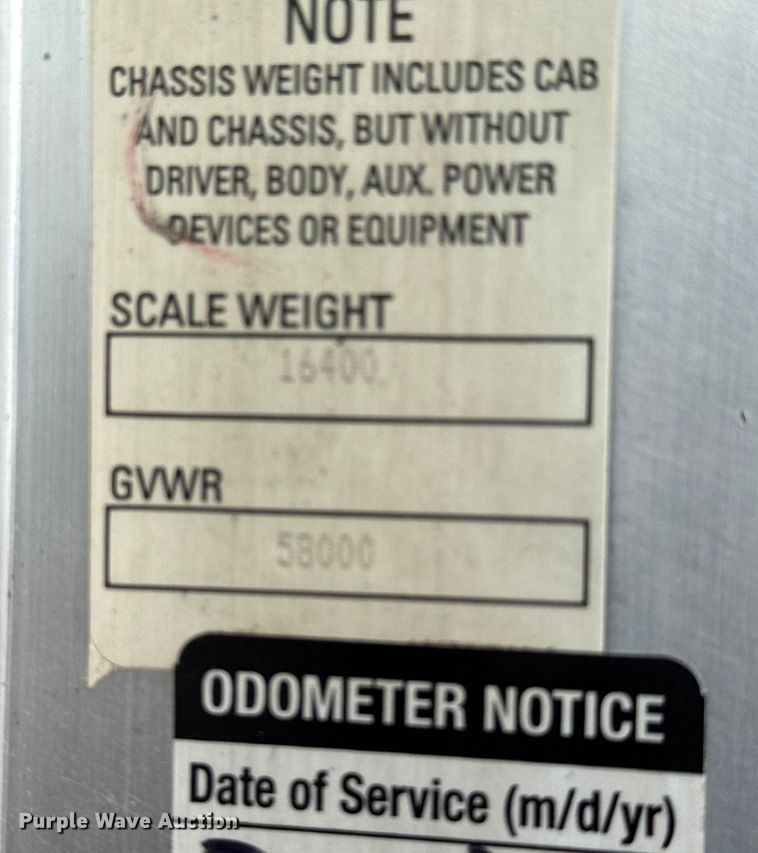 NOTE
CHASSIS WEIGHT INCLUDES CAB
AND CHASSIS, BUT WITHOUT
DRIVER, BODY, AUX. POWER
DEVICES OR EQUIPMENT
SCALE WEIGHT
16400
GVWR
58000
ODOMETER NOTICE
Date of Service (m/d/yr)
Purple Wave Auction